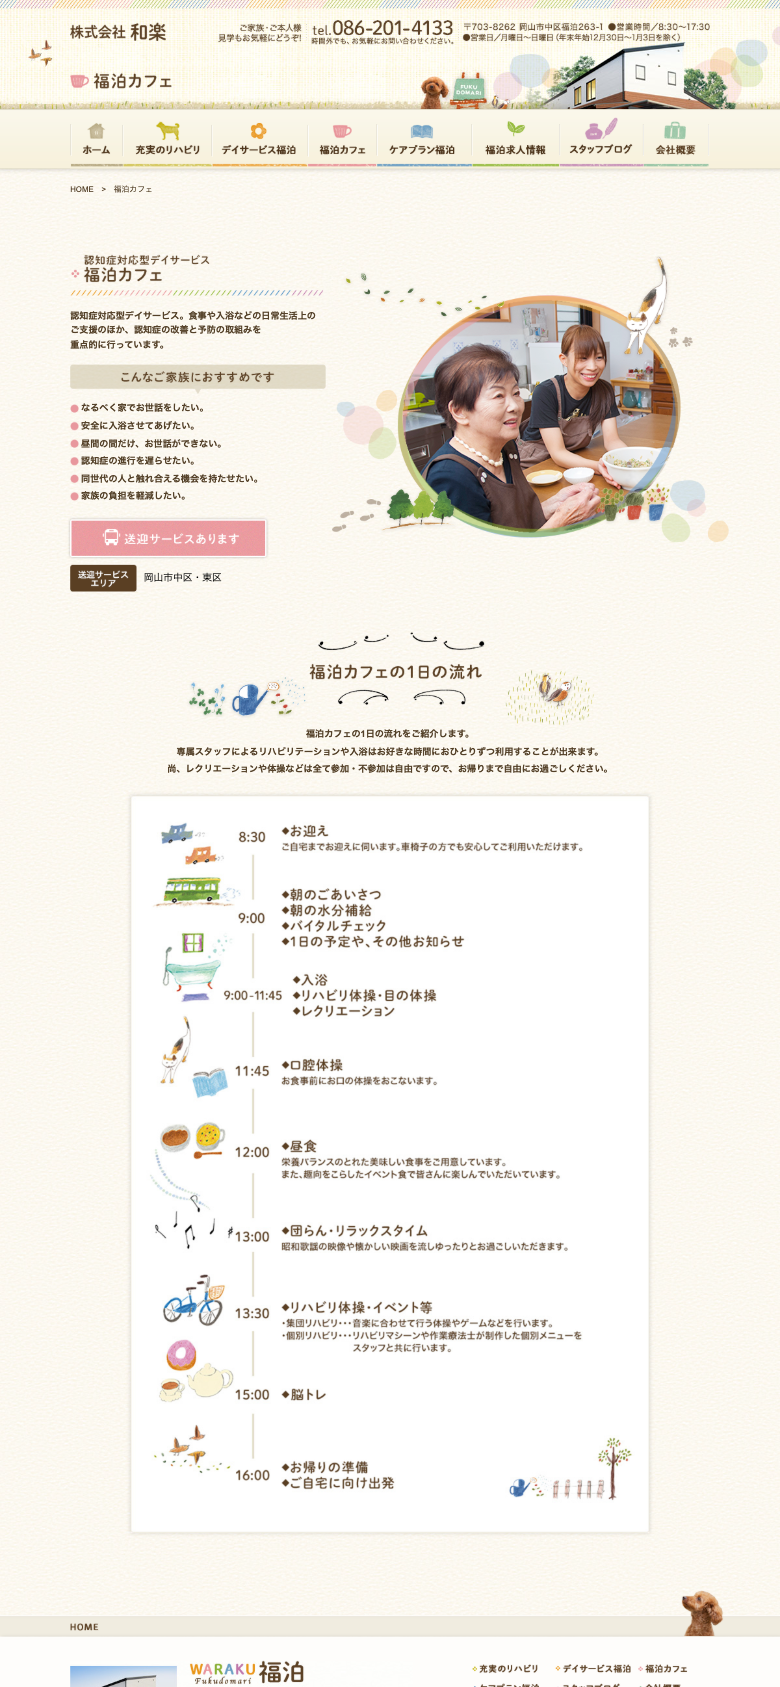 株式会社 和楽
ご家族・ご本人様
見学もお気軽にどうぞ!
tel.086-201-4133
時間外でも、お気軽にお問い合わせください。
〒703-8262 岡山市中区福泊263-1 ●営業時間／8:30〜17:30
●営業日／月曜日〜日曜日（年末年始12月30日〜1月3日を除く）
福泊カフェ
FUKU
DOMARI
ホーム
充実のリハビリ
デイサービス福泊
福泊カフェ
ケアプラン福泊
福泊求人情報
スタッフブログ
会社概要
HOME > 福泊カフェ
認知症対応型デイサービス
福泊カフェ
認知症対応型デイサービス。食事や入浴などの日常生活上の
ご支援のほか、認知症の改善と予防の取組みを
重点的に行っています。
こんなご家族におすすめです
なるべく家でお世話をしたい。
安全に入浴させてあげたい。
昼間の間だけ、お世話ができない。
認知症の進行を遅らせたい。
同世代の人と触れ合える機会を持たせたい。
家族の負担を軽減したい。
送迎サービスあります
送迎サービス
エリア
岡山市中区・東区
福泊カフェの1日の流れ
福泊カフェの1日の流れをご紹介します。
専属スタッフによるリハビリテーションや入浴はお好きな時間におひとりずつ利用することが出来ます。
尚、レクリエーションや体操などは全て参加・不参加は自由ですので、お帰りまで自由にお過ごしください。
8:30
◆お迎え
ご自宅までお迎えに伺います。車椅子の方でも安心してご利用いただけます。
9:00
◆朝のごあいさつ
◆朝の水分補給
◆バイタルチェック
◆1日の予定や、その他お知らせ
9:00-11:45
◆入浴
◆リハビリ体操・目の体操
◆レクリエーション
11:45
◆口腔体操
お食事前にお口の体操をおこないます。
12:00
◆昼食
栄養バランスのとれた美味しい食事をご用意しています。
また、趣向をこらしたイベント食で皆さんに楽しんでいただいています。
13:00
◆団らん・リラックスタイム
昭和歌謡の映像や懐かしい映画を流しゆったりとお過ごしいただきます。
13:30
◆リハビリ体操・イベント等
・集団リハビリ・・・音楽に合わせて行う体操やゲームなどを行います。
・個別リハビリ・・・リハビリマシーンや作業療法士が制作した個別メニューを
スタッフと共に行います。
15:00
◆脳トレ
16:00
◆お帰りの準備
◆ご自宅に向け出発
HOME
WARAKU 福泊
Fukudomari
充実のリハビリ
デイサービス福泊
福泊カフェ